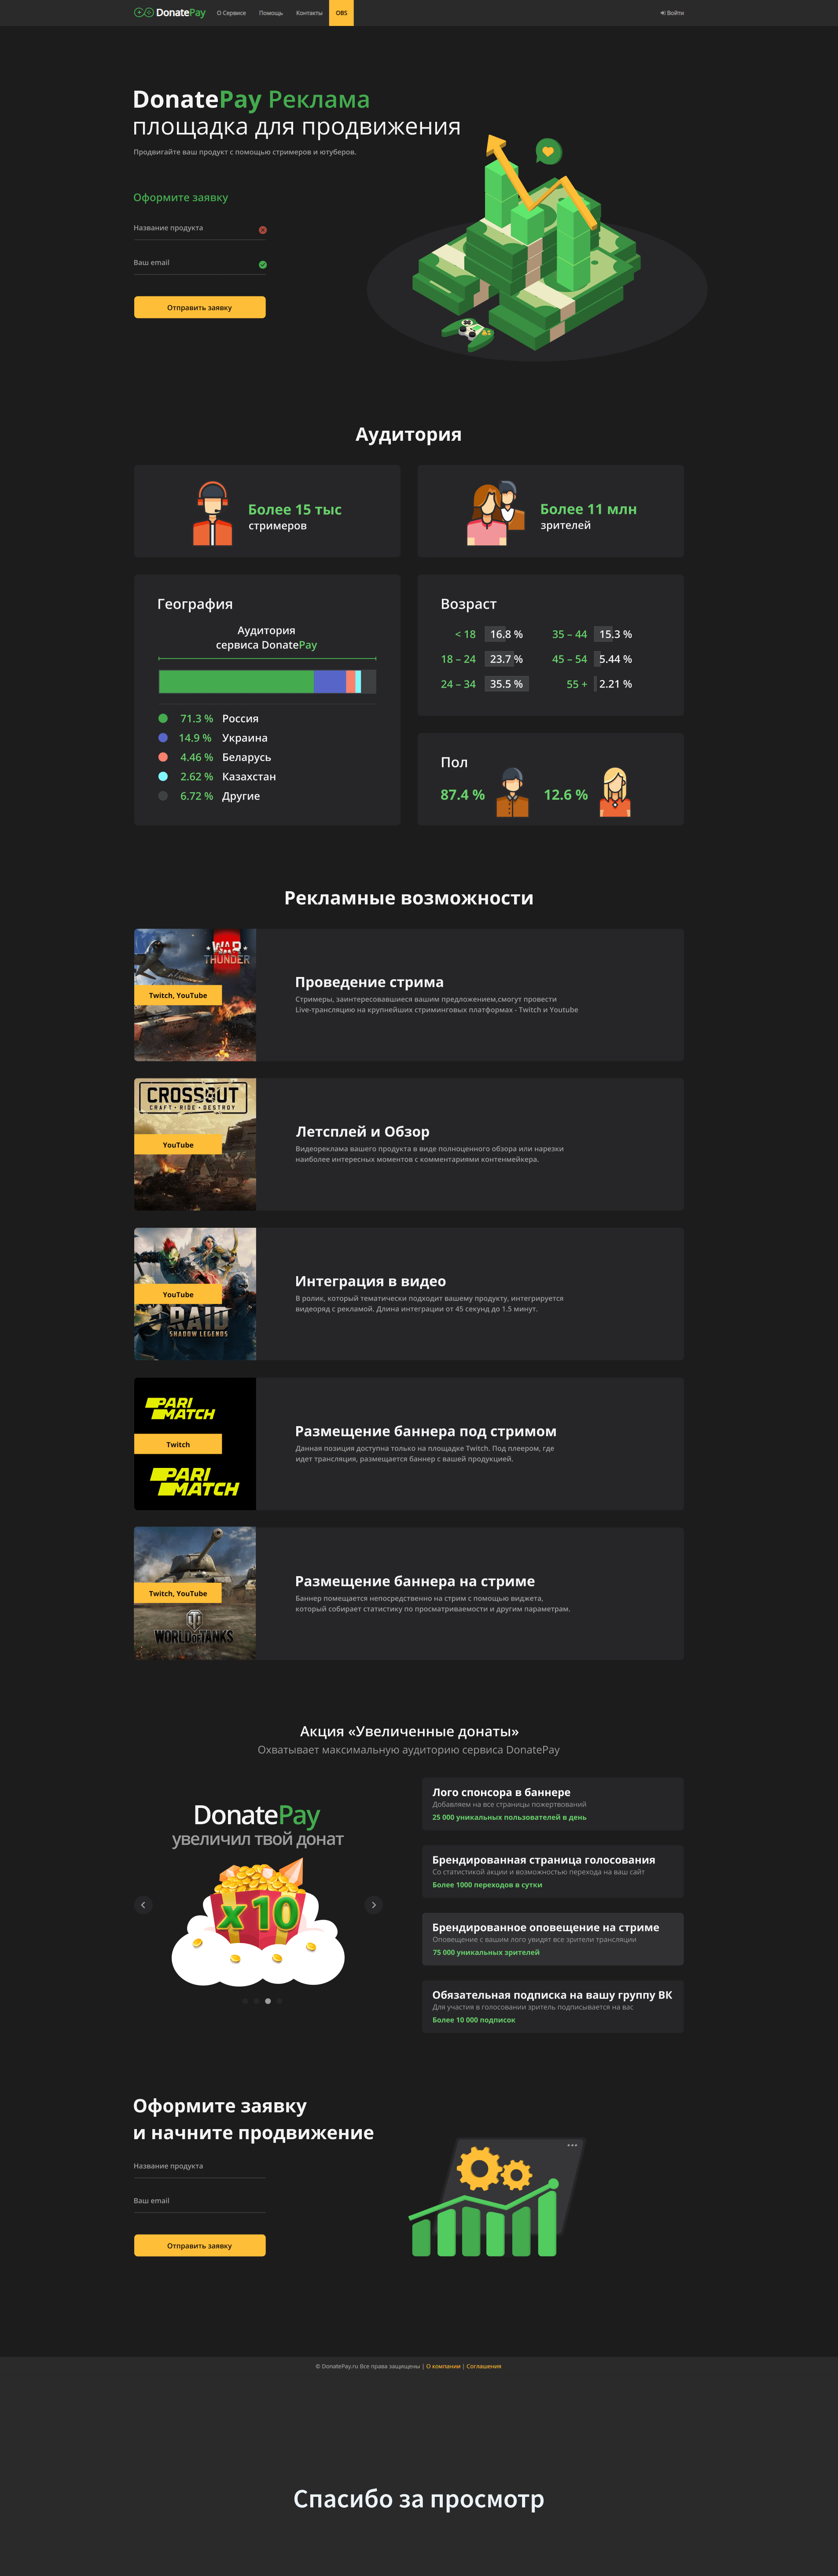 DonatePay
О Сервисе
Помощь
Контакты
OBS
Войти
DonatePay Реклама
площадка для продвижения
Продвигайте ваш продукт с помощью стримеров и ютуберов.
Оформите заявку
Название продукта
Ваш email
Отправить заявку
Аудитория
Более 15 тыс
стримеров
Более 11 млн
зрителей
География
Аудитория
сервиса DonatePay
71.3 % Россия
14.9 % Украина
4.46 % Беларусь
2.62 % Казахстан
6.72 % Другие
Возраст
< 18 16.8 % 35 – 44 15.3 %
18 – 24 23.7 % 45 – 54 5.44 %
24 – 34 35.5 % 55 + 2.21 %
Пол
87.4 % 12.6 %
Рекламные возможности
WAR
THUNDER
Twitch, YouTube
Проведение стрима
Стримеры, заинтересовавшиеся вашим предложением,смогут провести
Live-трансляцию на крупнейших стриминговых платформах - Twitch и Youtube
CROSSOUT
CRAFT • RIDE • DESTROY
YouTube
Летсплей и Обзор
Видеореклама вашего продукта в виде полноценного обзора или нарезки
наиболее интересных моментов с комментариями контенмейкера.
YouTube
RAID
SHADOW LEGENDS
Интеграция в видео
В ролик, который тематически подходит вашему продукту, интегрируется
видеоряд с рекламой. Длина интеграции от 45 секунд до 1.5 минут.
PARI
MATCH
Twitch
PARI
MATCH
Размещение баннера под стримом
Данная позиция доступна только на площадке Twitch. Под плеером, где
идет трансляция, размещается баннер с вашей продукцией.
Twitch, YouTube
WORLD OF TANKS
Размещение баннера на стриме
Баннер помещается непосредственно на стрим с помощью виджета,
который собирает статистику по просматриваемости и другим параметрам.
Акция «Увеличенные донаты»
Охватывает максимальную аудиторию сервиса DonatePay
DonatePay
увеличил твой донат
x10
Лого спонсора в баннере
Добавляем на все страницы пожертвований
25 000 уникальных пользователей в день
Брендированная страница голосования
Со статистикой акции и возможностью перехода на ваш сайт
Более 1000 переходов в сутки
Брендированное оповещение на стриме
Оповещение с вашим лого увидят все зрители трансляции
75 000 уникальных зрителей
Обязательная подписка на вашу группу ВК
Для участия в голосовании зритель подписывается на вас
Более 10 000 подписок
Оформите заявку
и начните продвижение
Название продукта
Ваш email
Отправить заявку
© DonatePay.ru Все права защищены | О компании | Соглашения
Спасибо за просмотр